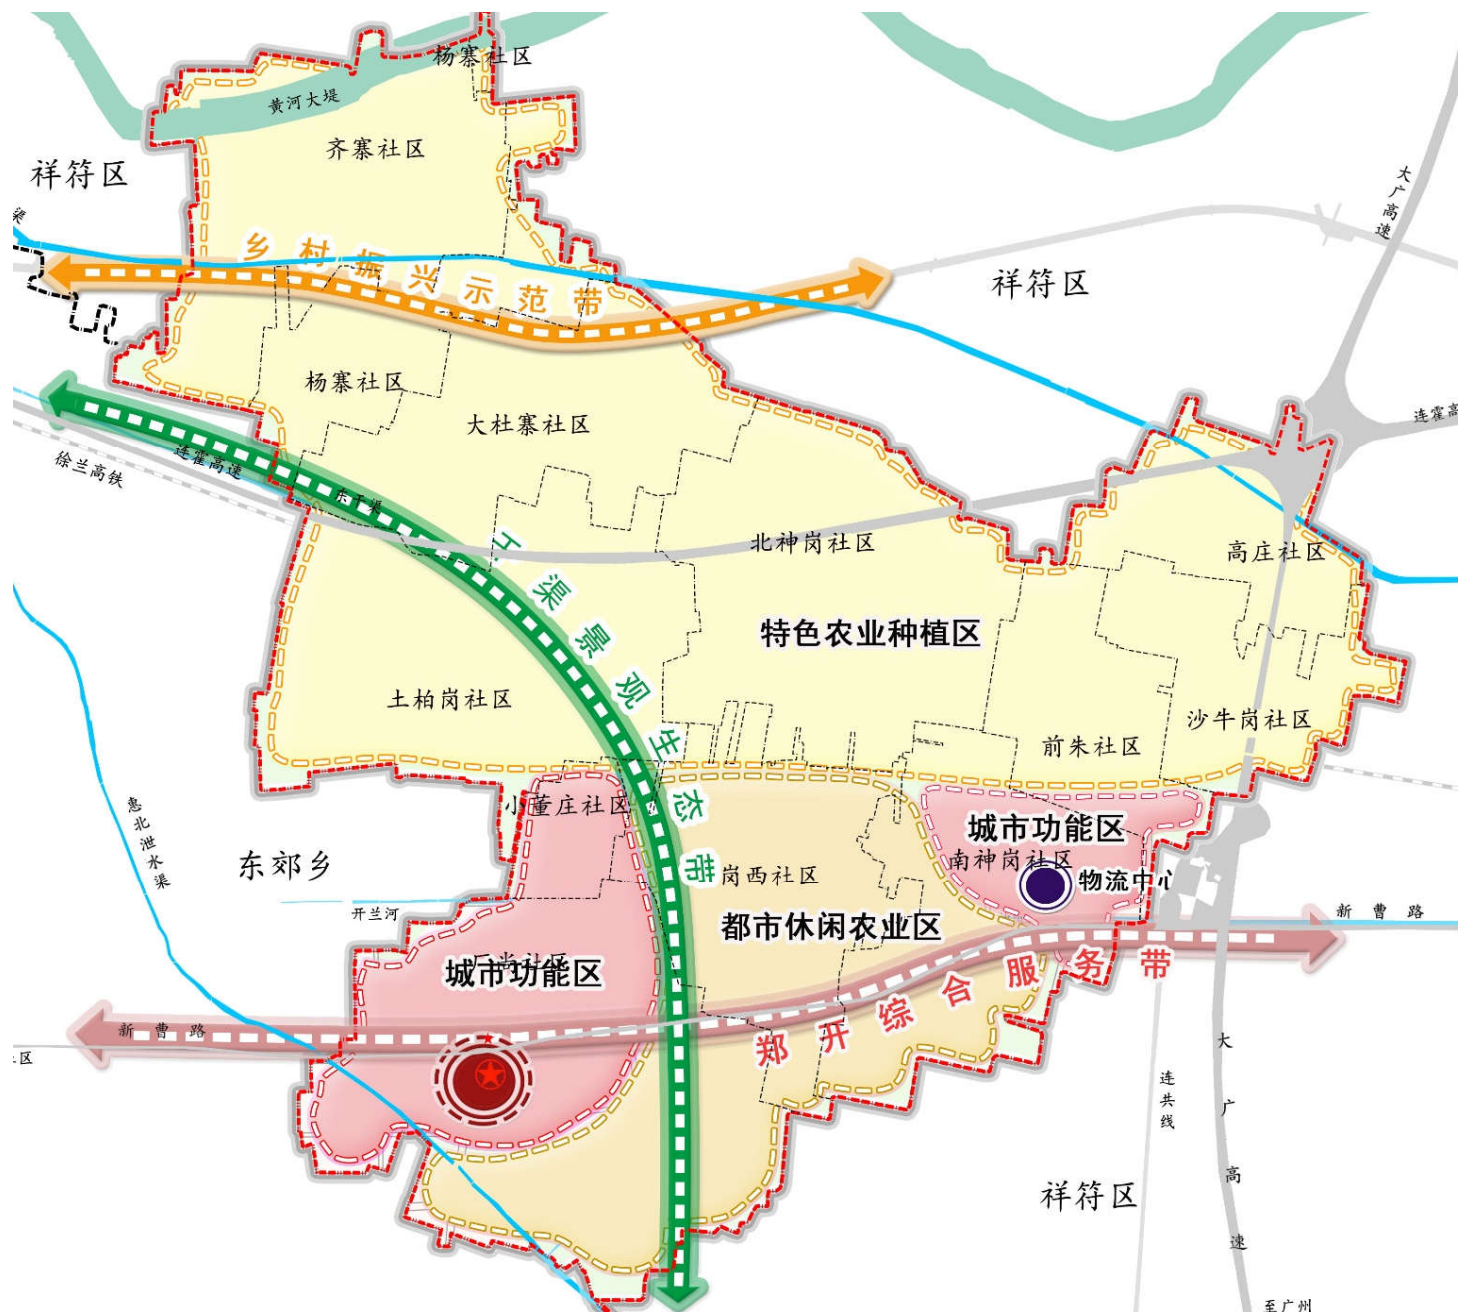 杨寨社区
黄河大堤
齐寨社区
祥符区
大广高速
渠
乡村振兴示范带
祥符区
杨寨社区
大杜寨社区
连霍高
连霍高速
徐兰高铁
东干渠
北神岗社区
高庄社区
干渠景观生态带
特色农业种植区
土柏岗社区
沙牛岗社区
前朱社区
小董庄社区
惠北泄水渠
城市功能区
南神岗社区
东郊乡
岗西社区
物流中心
开兰河
新曹路
都市休闲农业区
城市功能区
新曹路
郑开综合服务带
社区
大广高速
连共线
祥符区
至广州